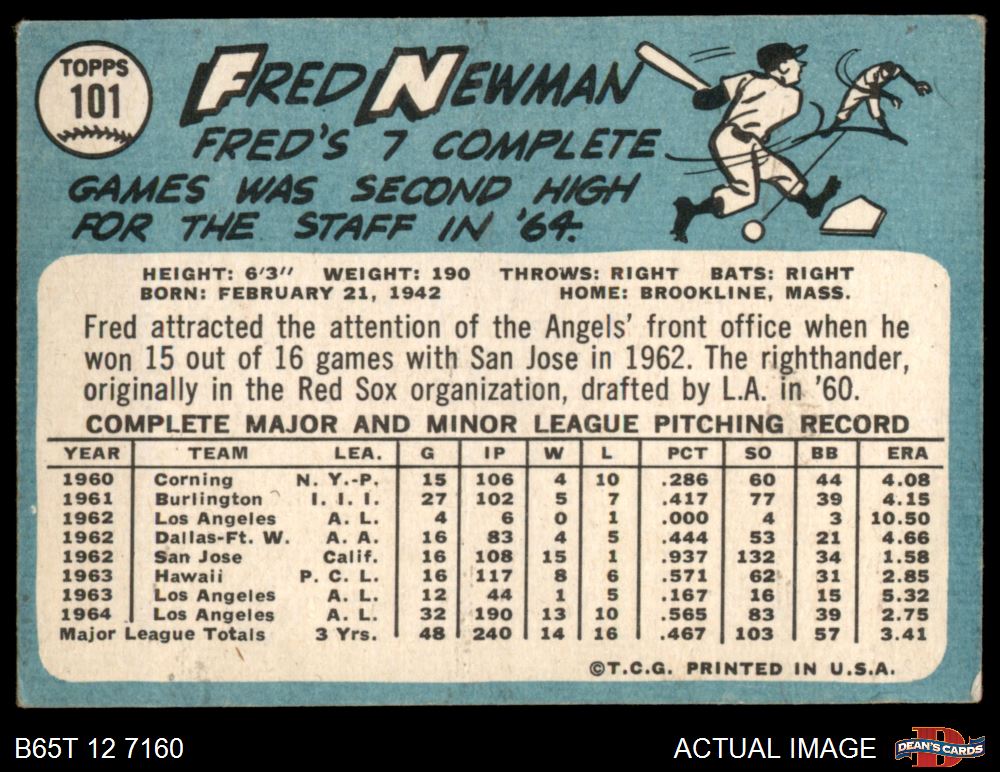 TOPPS
101
FRED NEWMAN
FRED'S 7 COMPLETE
GAMES WAS SECOND HIGH
FOR THE STAFF IN '64.
HEIGHT: 6'3" WEIGHT: 190 THROWS: RIGHT BATS: RIGHT
BORN: FEBRUARY 21, 1942 HOME: BROOKLINE, MASS.
Fred attracted the attention of the Angels' front office when he
won 15 out of 16 games with San Jose in 1962. The righthander,
originally in the Red Sox organization, drafted by L.A. in '60.
COMPLETE MAJOR AND MINOR LEAGUE PITCHING RECORD
YEAR TEAM LEA. G IP W L PCT SO BB ERA
1960 Corning N. Y.-P. 15 106 4 10 .286 60 44 4.08
1961 Burlington I. I. I. 27 102 5 7 .417 77 39 4.15
1962 Los Angeles A. L. 4 6 0 1 .000 4 3 10.50
1962 Dallas-Ft. W. A. A. 16 83 4 5 .444 53 21 4.66
1962 San Jose Calif. 16 108 15 1 .937 132 34 1.58
1963 Hawaii P. C. L. 16 117 8 6 .571 62 31 2.85
1963 Los Angeles A. L. 12 44 1 5 .167 16 15 5.32
1964 Los Angeles A. L. 32 190 13 10 .565 83 39 2.75
Major League Totals 3 Yrs. 48 240 14 16 .467 103 57 3.41
©T.C.G. PRINTED IN U.S.A.
B65T 12 7160
ACTUAL IMAGE
D
DEAN'S CARDS